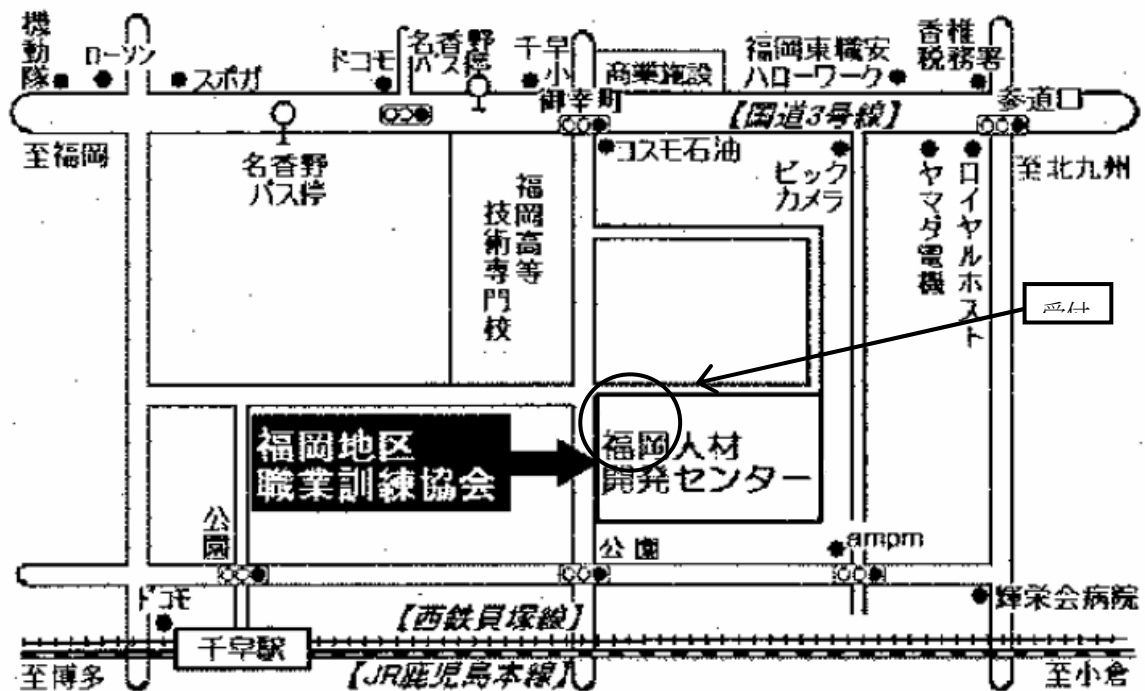 機動隊
ローソン
スポガ
ドコモ
名香野
バス停
千早小
商業施設
福岡東職安
ハローワーク
香椎
税務署
御幸町
【国道3号線】
参道口
至福岡
名香野
バス停
コスモ石油
ビック
カメラ
ヤマダ電機
ロイヤルホスト
至北九州
福岡高等
技術専門校
受付
福岡地区
職業訓練協会
福岡人材
開発センター
公園
公園
ampm
ドコモ
【西鉄貝塚線】
輝栄会病院
千早駅
至博多
【JR鹿児島本線】
至小倉